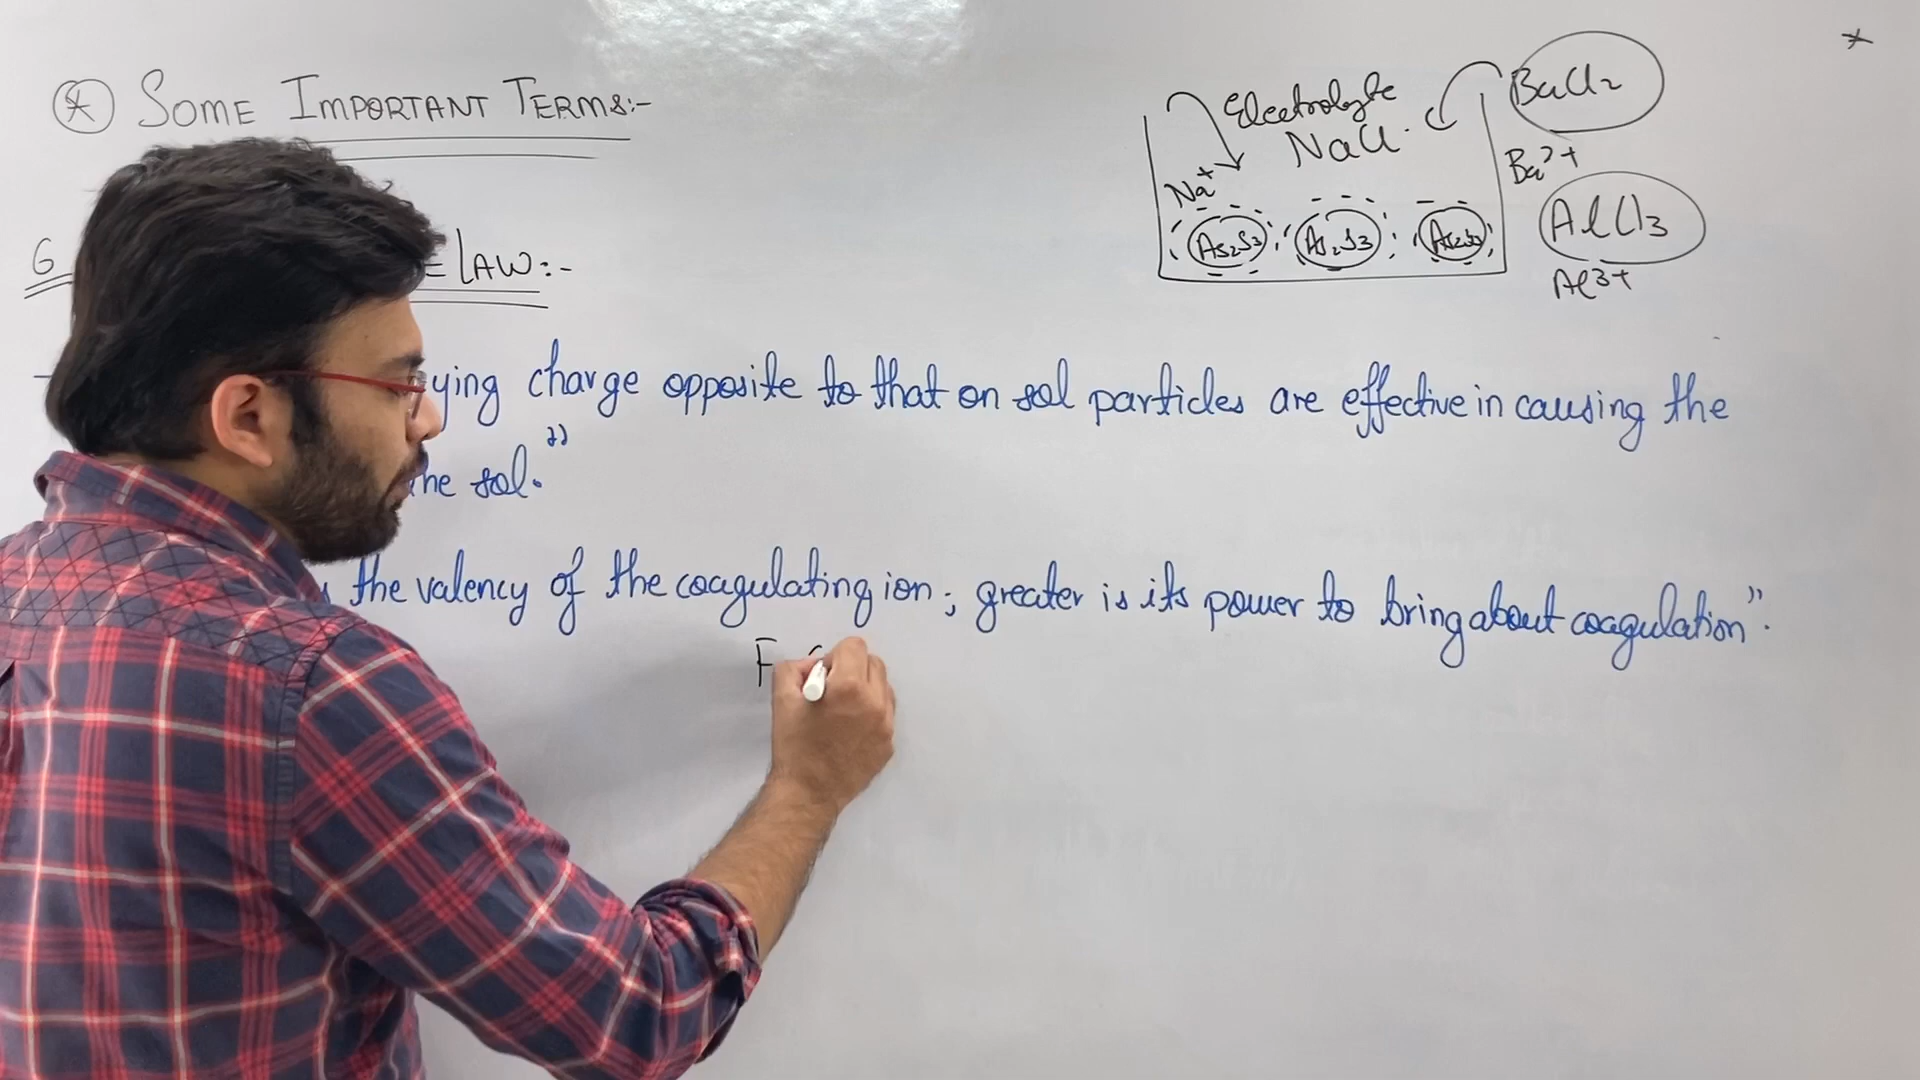 SOME IMPORTANT TERMS:-
Electrolyte
NaCl
BaCl2
Ba2+
Na+
As2S3 As2S3 As2S3
AlCl3
Al3+
6 LAW:-
ying charge opposite to that on sol particles are effective in causing the
the sol.”
the valency of the coagulating ion; greater is its power to bring about coagulation”.
F